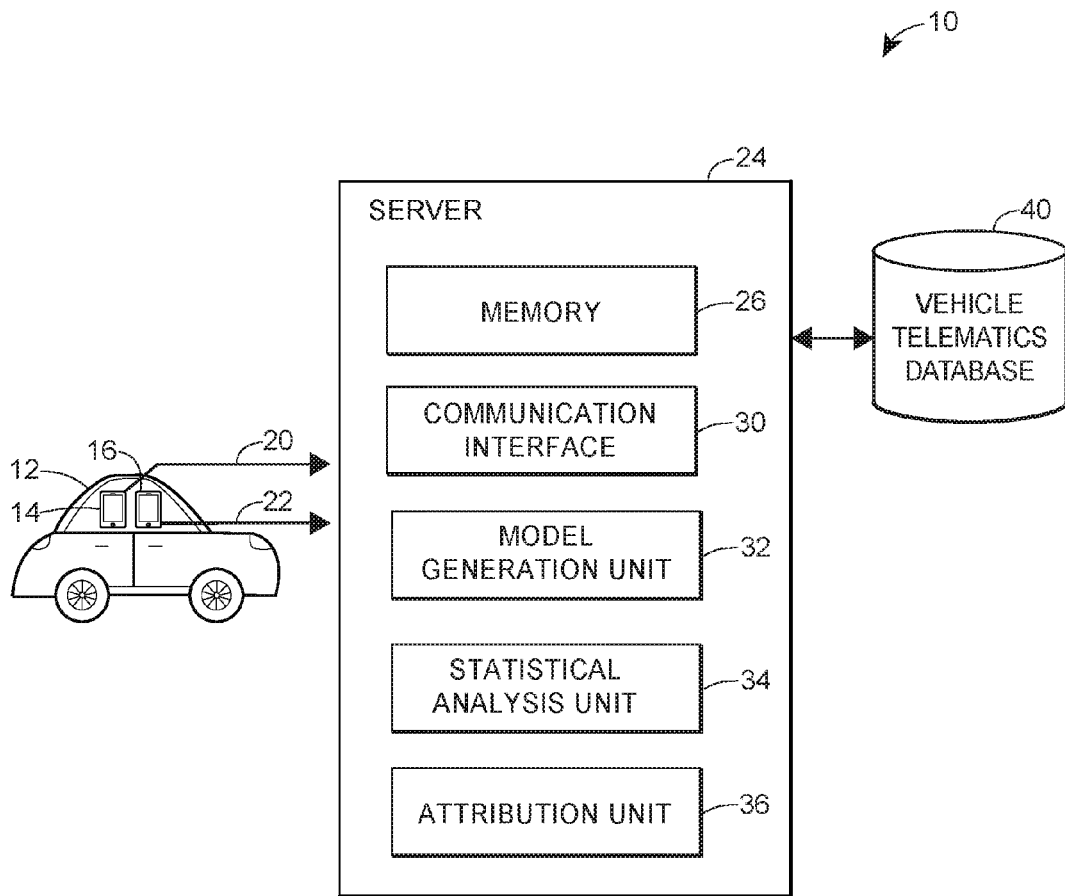 10
24
SERVER
40
MEMORY
26
VEHICLE
TELEMATICS
DATABASE
COMMUNICATION
INTERFACE
30
16
20
12
14
22
MODEL
GENERATION UNIT
32
STATISTICAL
ANALYSIS UNIT
34
ATTRIBUTION UNIT
36